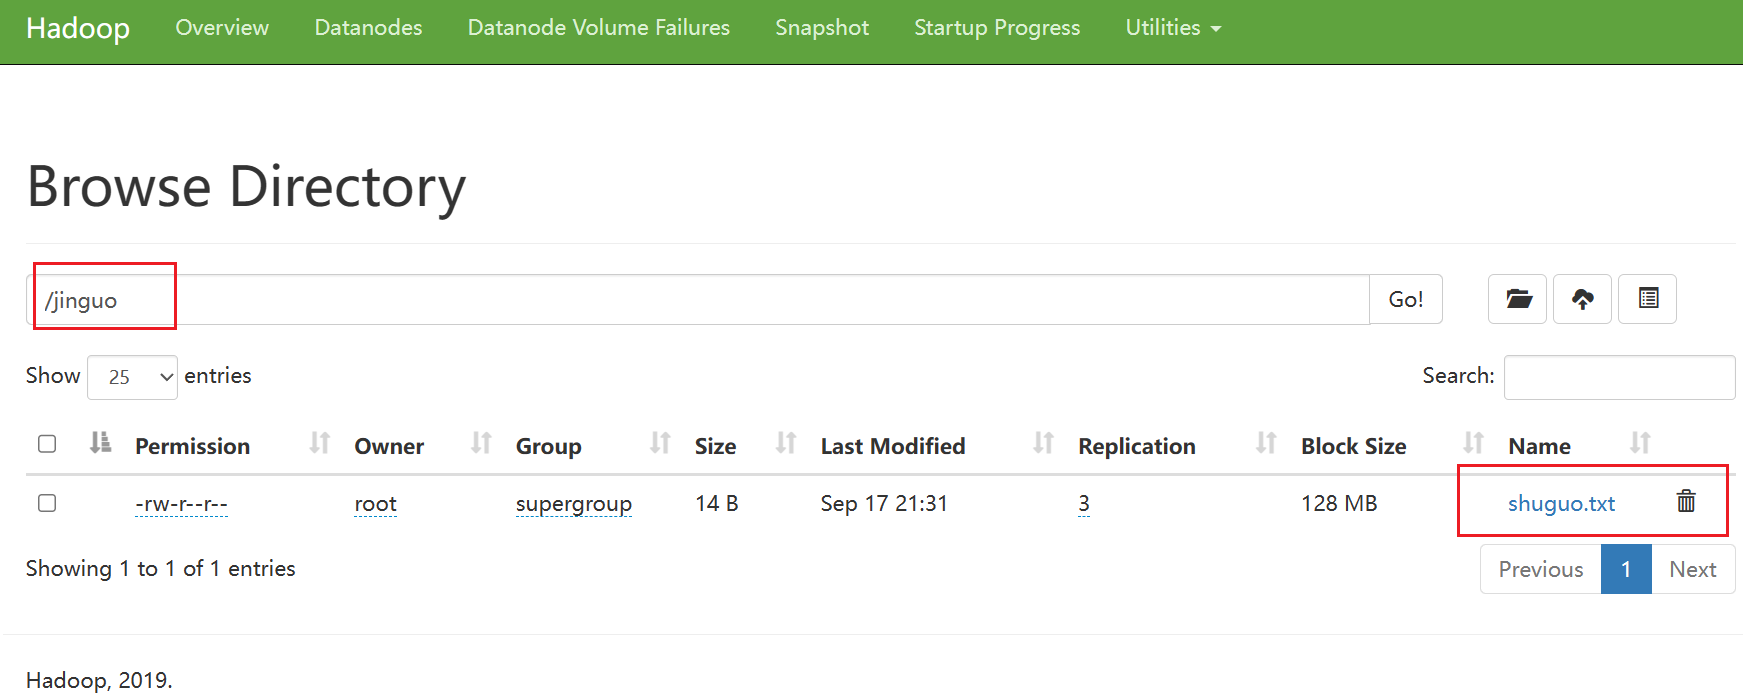 Hadoop Overview Datanodes Datanode Volume Failures Snapshot Startup Progress Utilities
Browse Directory
/jinguo Go!
Show 25 entries Search:
Permission Owner Group Size Last Modified Replication Block Size Name
-rw-r--r-- root supergroup 14 B Sep 17 21:31 3 128 MB shuguo.txt
Showing 1 to 1 of 1 entries Previous 1 Next
Hadoop, 2019.